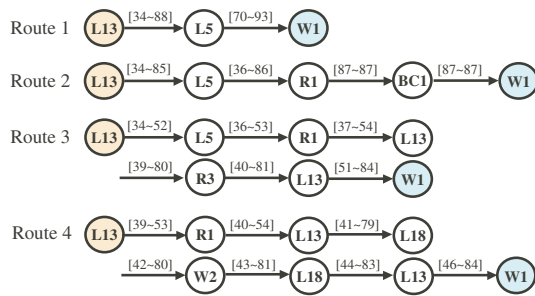 Route 1 L13 [34~88] L5 [70~93] W1
Route 2 L13 [34~85] L5 [36~86] R1 [87~87] BC1 [87~87] W1
Route 3 L13 [34~52] L5 [36~53] R1 [37~54] L13
[39~80] R3 [40~81] L13 [51~84] W1
Route 4 L13 [39~53] R1 [40~54] L13 [41~79] L18
[42~80] W2 [43~81] L18 [44~83] L13 [46~84] W1